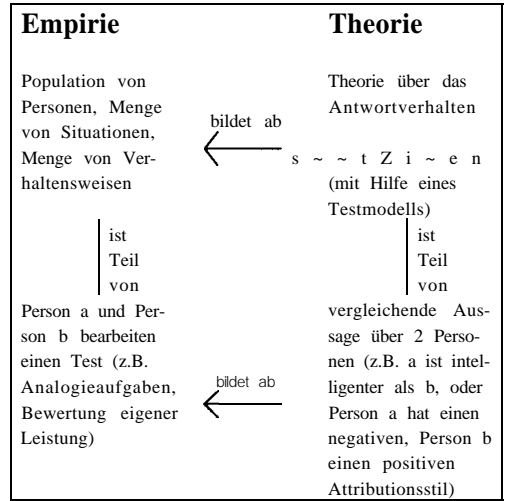 Empirie
Population von
Personen, Menge
von Situationen,
Menge von Ver-
haltensweisen
bildet ab
Theorie
Theorie über das
Antwortverhalten
s ~ ~ t Z i ~ e n
(mit Hilfe eines
Testmodells)
ist
Teil
von
ist
Teil
von
Person a und Per-
son b bearbeiten
einen Test (z.B.
Analogieaufgaben,
Bewertung eigener
Leistung)
bildet ab
vergleichende Aus-
sage über 2 Perso-
nen (z.B. a ist intel-
ligenter als b, oder
Person a hat einen
negativen, Person b
einen positiven
Attributionsstil)